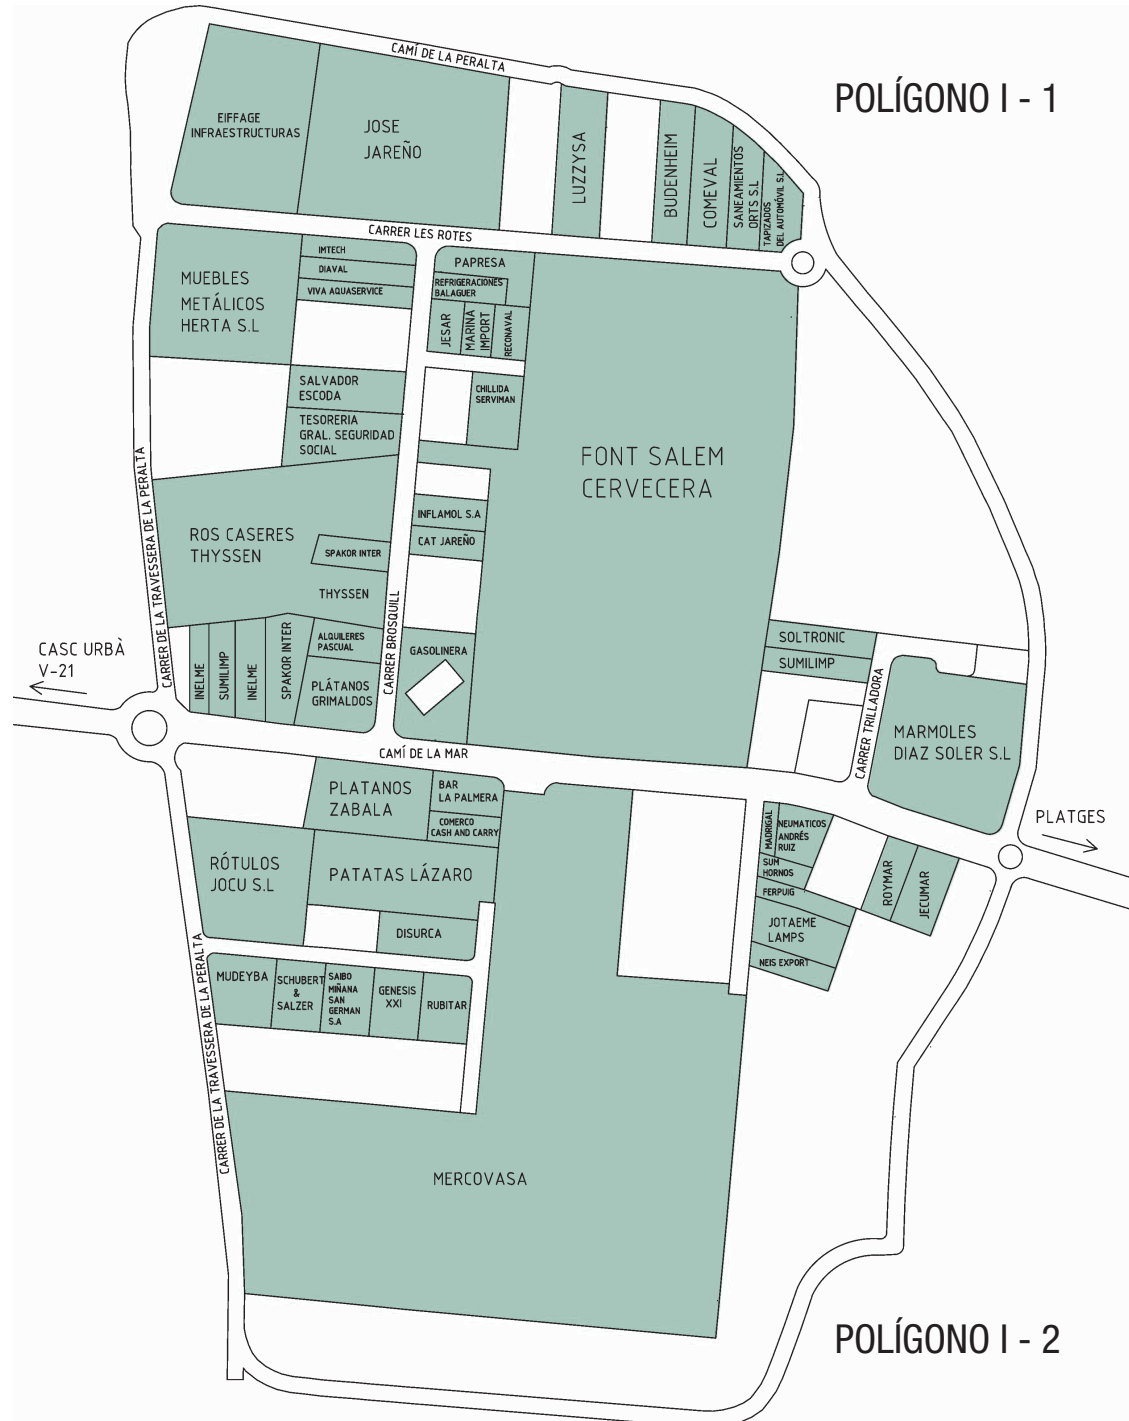 CAMÍ DE LA PERALTA
POLÍGONO I - 1
EIFFAGE
INFRAESTRUCTURAS
JOSE
JAREÑO
LUZZYSA
BUDENHEIM
COMEVAL
SANEAMIENTOS
ORTS S.L
TAPIZADOS
DEL AUTOMÓVIL S.L
CARRER LES ROTES
MUEBLES
METÁLICOS
HERTA S.L
IMTECH
DIAVAL
VIVA AQUASERVICE
PAPRESA
REFRIGERACIONES
BALAGUER
JESAR
MARINA
IMPORT
RECONAVAL
SALVADOR
ESCODA
TESORERIA
GRAL. SEGURIDAD
SOCIAL
CHILLIDA
SERVIMAN
FONT SALEM
CERVECERA
CARRER DE LA TRAVESSERA DE LA PERALTA
ROS CASERES
THYSSEN
SPAKOR INTER
THYSSEN
INFLAMOL S.A
CAT JAREÑO
CARRER BROSQUILL
CASC URBÀ
V-21
INELME
SUMILIMP
INELME
SPAKOR INTER
ALQUILERES
PASCUAL
PLÁTANOS
GRIMALDOS
GASOLINERA
SOLTRONIC
SUMILIMP
CARRER TRILLADORA
MARMOLES
DIAZ SOLER S.L
CAMÍ DE LA MAR
PLATGES
PLATANOS
ZABALA
BAR
LA PALMERA
COMERCO
CASH AND CARRY
RÓTULOS
JOCU S.L
PATATAS LÁZARO
DISURCA
MADRIGAL
NEUMATICOS
ANDRÉS
RUIZ
SUM
HORNOS
FERPUIG
JOTAEME
LAMPS
NEIS EXPORT
ROYMAR
JECUMAR
CARRER DE LA TRAVESSERA DE LA PERALTA
MUDEYBA
SCHUBERT
&
SALZER
SAIBO
MIÑANA
SAN
GERMAN
S.A
GENESIS
XXI
RUBITAR
MERCOVASA
POLÍGONO I - 2